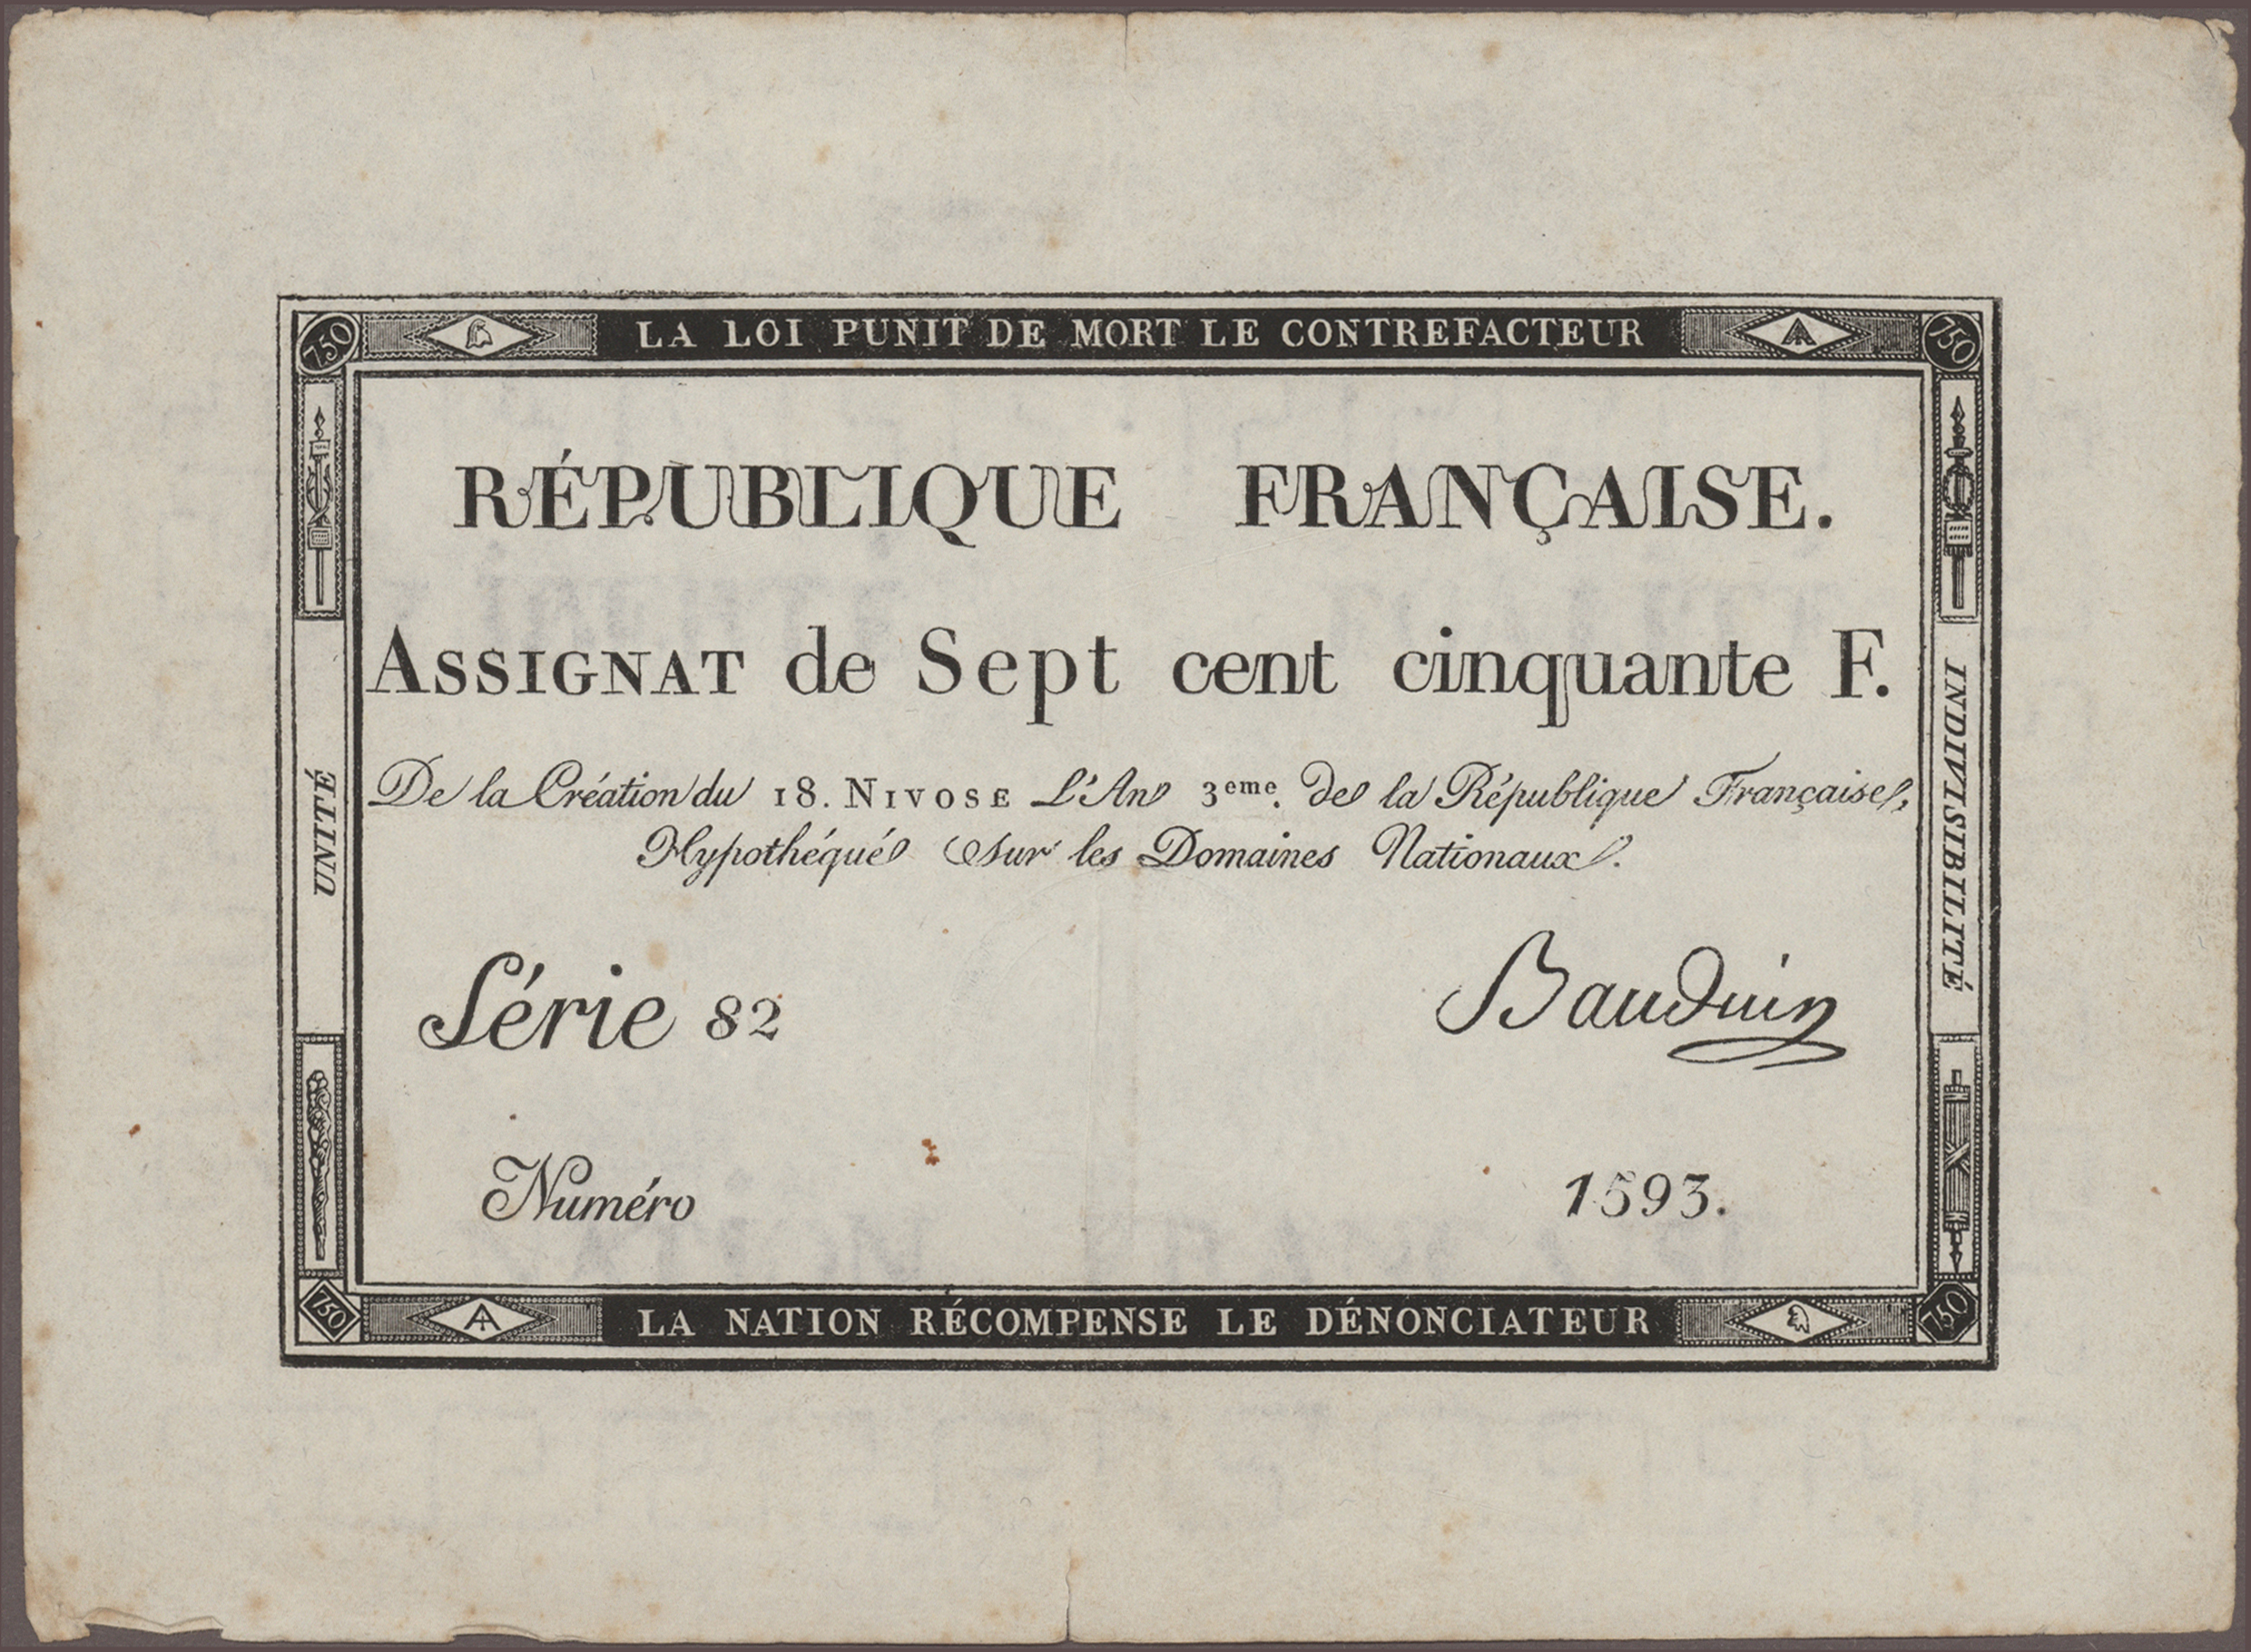 750 LA LOI PUNIT DE MORT LE CONTREFACTEUR 750
RÉPUBLIQUE FRANÇAISE.
ASSIGNAT de Sept cent cinquante F.
De la Création du 18. NIVOSE L'An 3eme. de la République Française,
Hypothéqué sur les Domaines Nationaux.
UNITÉ
INDIVISIBILITÉ
Série 82
Bauduin
Numéro 1593.
750 LA NATION RÉCOMPENSE LE DÉNONCIATEUR 750